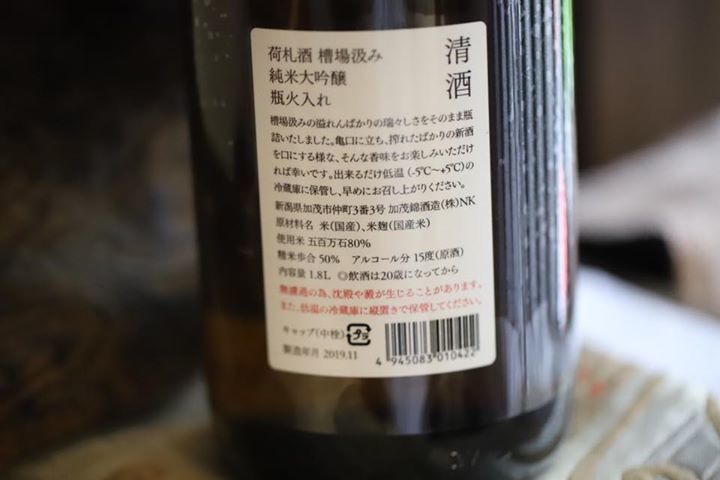 清酒
荷札酒 槽場汲み
純米大吟醸
瓶火入れ
槽場汲みの溢れんばかりの瑞々しさをそのまま瓶
詰いたしました。亀口に立ち、搾れたばかりの新酒
を口にする様な、そんな香味をお楽しみいただけ
れば幸いです。出来るだけ低温(-5℃〜+5℃)の
冷蔵庫に保管し、早めにお召し上がりください。
新潟県加茂市仲町3番3号 加茂錦酒造(株)NK
原材料名 米(国産)、米麹(国産米)
使用米 五百万石80%
精米歩合 50% アルコール分 15度(原酒)
内容量 1.8L ◎飲酒は20歳になってから
無濾過の為、沈殿や澱が生じることがあります。
また、低温の冷蔵庫に縦置きで保管してください。
キャップ(中栓) プラ
製造年月 2019.11
4 945083 010422